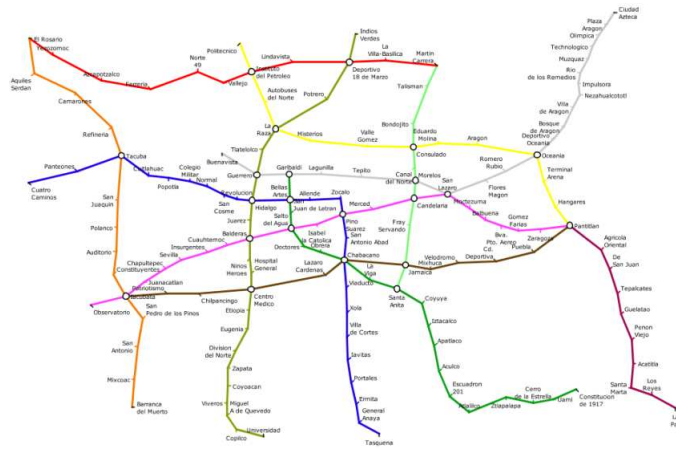 Ciudad
Azteca
Plaza
Aragon
Olimpica
Technologico
Muzquaz
Rio
de los Remedios
Impulsora
Nezahualcototl
Villa
de Aragon
Bosque
de Aragon
Deportivo
Oceania
Oceania
Romero
Rubio
Terminal
Arena
Hangares
Pantitlan
El Rosario
Tezozomoc
Azcapotzalco
Ferreria
Norte
45
Vallejo
Politecnico
Instituto
del Petroleo
Lindavista
Autobuses
del Norte
Potrero
Indios
Verdes
La
Villa-Basilica
Deportivo
18 de Marzo
Martin
Carrera
Talisman
Bondojito
Eduardo
Molina
Consulado
Aragon
Valle
Gomez
Misterios
La
Raza
Tlatelolco
Aquiles
Serdan
Camarones
Refineria
Tacuba
Panteones
Cuatro
Caminos
Cuitlahuac
Popotla
Colegio
Militar
Normal
San
Cosme
Revolucion
Buenavista
Guerrero
Garibaldi
Lagunilla
Tepito
Canal
del Norte
Morelos
San
Lazaro
Flores
Magon
Bellas
Artes
Allende
San
Juan de Letran
Zocalo
Merced
Candelaria
Moctezuma
Balbuena
Bva.
Pto. Aereo
Gomez
Farias
Cd.
Puebla
Zaragoza
Hidalgo
Juarez
Balderas
Salto
del Agua
Isabel
la Catolica
Pino
Suarez
San
Antonio Abad
Doctores
Obrera
Chabacano
Fray
Servando
Jamaica
Mixhuca
Velodromo
Deportiva
La
Viga
Santa
Anita
San
Joaquin
Polanco
Auditorio
Constituyentes
Chapultepec
Sevilla
Insurgentes
Cuauhtemoc
Juanacatlan
Patriotismo
Tacubaya
Observatorio
Chilpancingo
San
Pedro de los Pinos
San
Antonio
Mixcoac
Barranca
del Muerto
Ninos
Heroes
Hospital
General
Lazaro
Cardenas
Centro
Medico
Etiopia
Eugenia
Division
del Norte
Zapata
Coyoacan
Viveros
Miguel
A de Quevedo
Copilco
Universidad
Viaducto
Xola
Ville
de Cortes
Portales
Ermita
General
Anaya
Tasquena
Coyuya
Iztacalco
Apatlaco
Aculco
Escuadron
201
Atlalilco
Cerro
de la Estrella
Uami
Constitucion
de 1917
Agricola
Oriental
De
San Juan
Tepalcates
Guelatao
Penon
Viejo
Acatitla
Santa
Marta
Los
Reyes